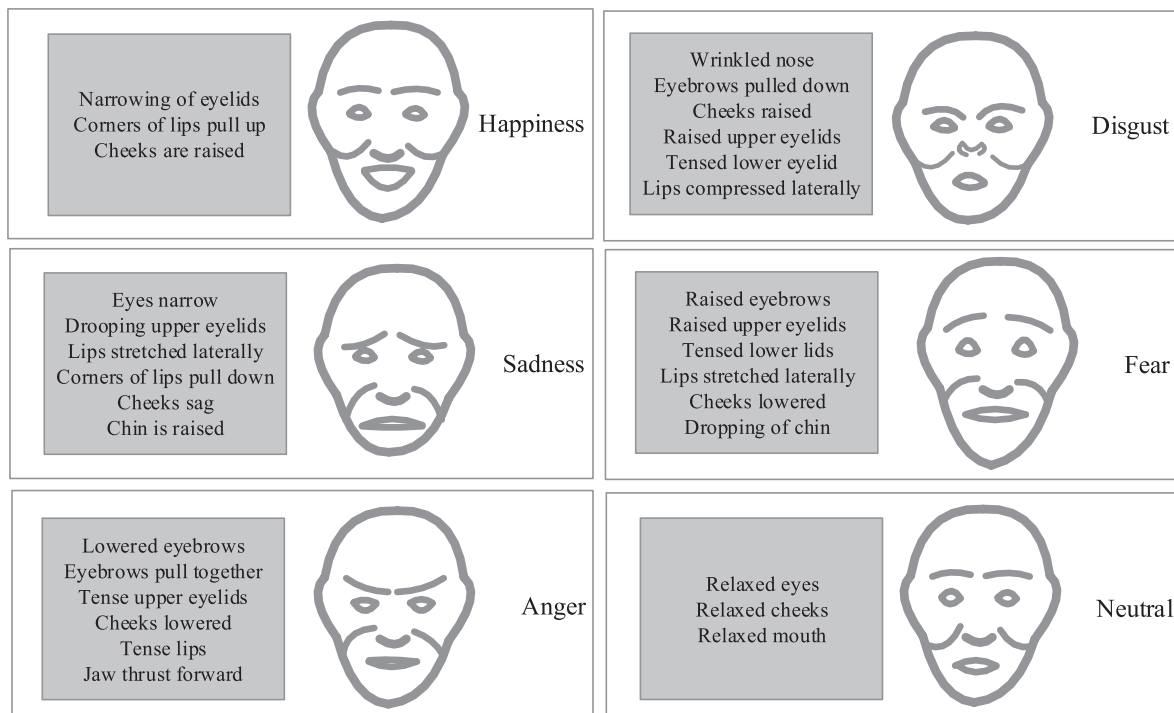 Narrowing of eyelids
Corners of lips pull up
Cheeks are raised
Happiness
Wrinkled nose
Eyebrows pulled down
Cheeks raised
Raised upper eyelids
Tensed lower eyelid
Lips compressed laterally
Disgust
Eyes narrow
Drooping upper eyelids
Lips stretched laterally
Corners of lips pull down
Cheeks sag
Chin is raised
Sadness
Raised eyebrows
Raised upper eyelids
Tensed lower lids
Lips stretched laterally
Cheeks lowered
Dropping of chin
Fear
Lowered eyebrows
Eyebrows pull together
Tense upper eyelids
Cheeks lowered
Tense lips
Jaw thrust forward
Anger
Relaxed eyes
Relaxed cheeks
Relaxed mouth
Neutral